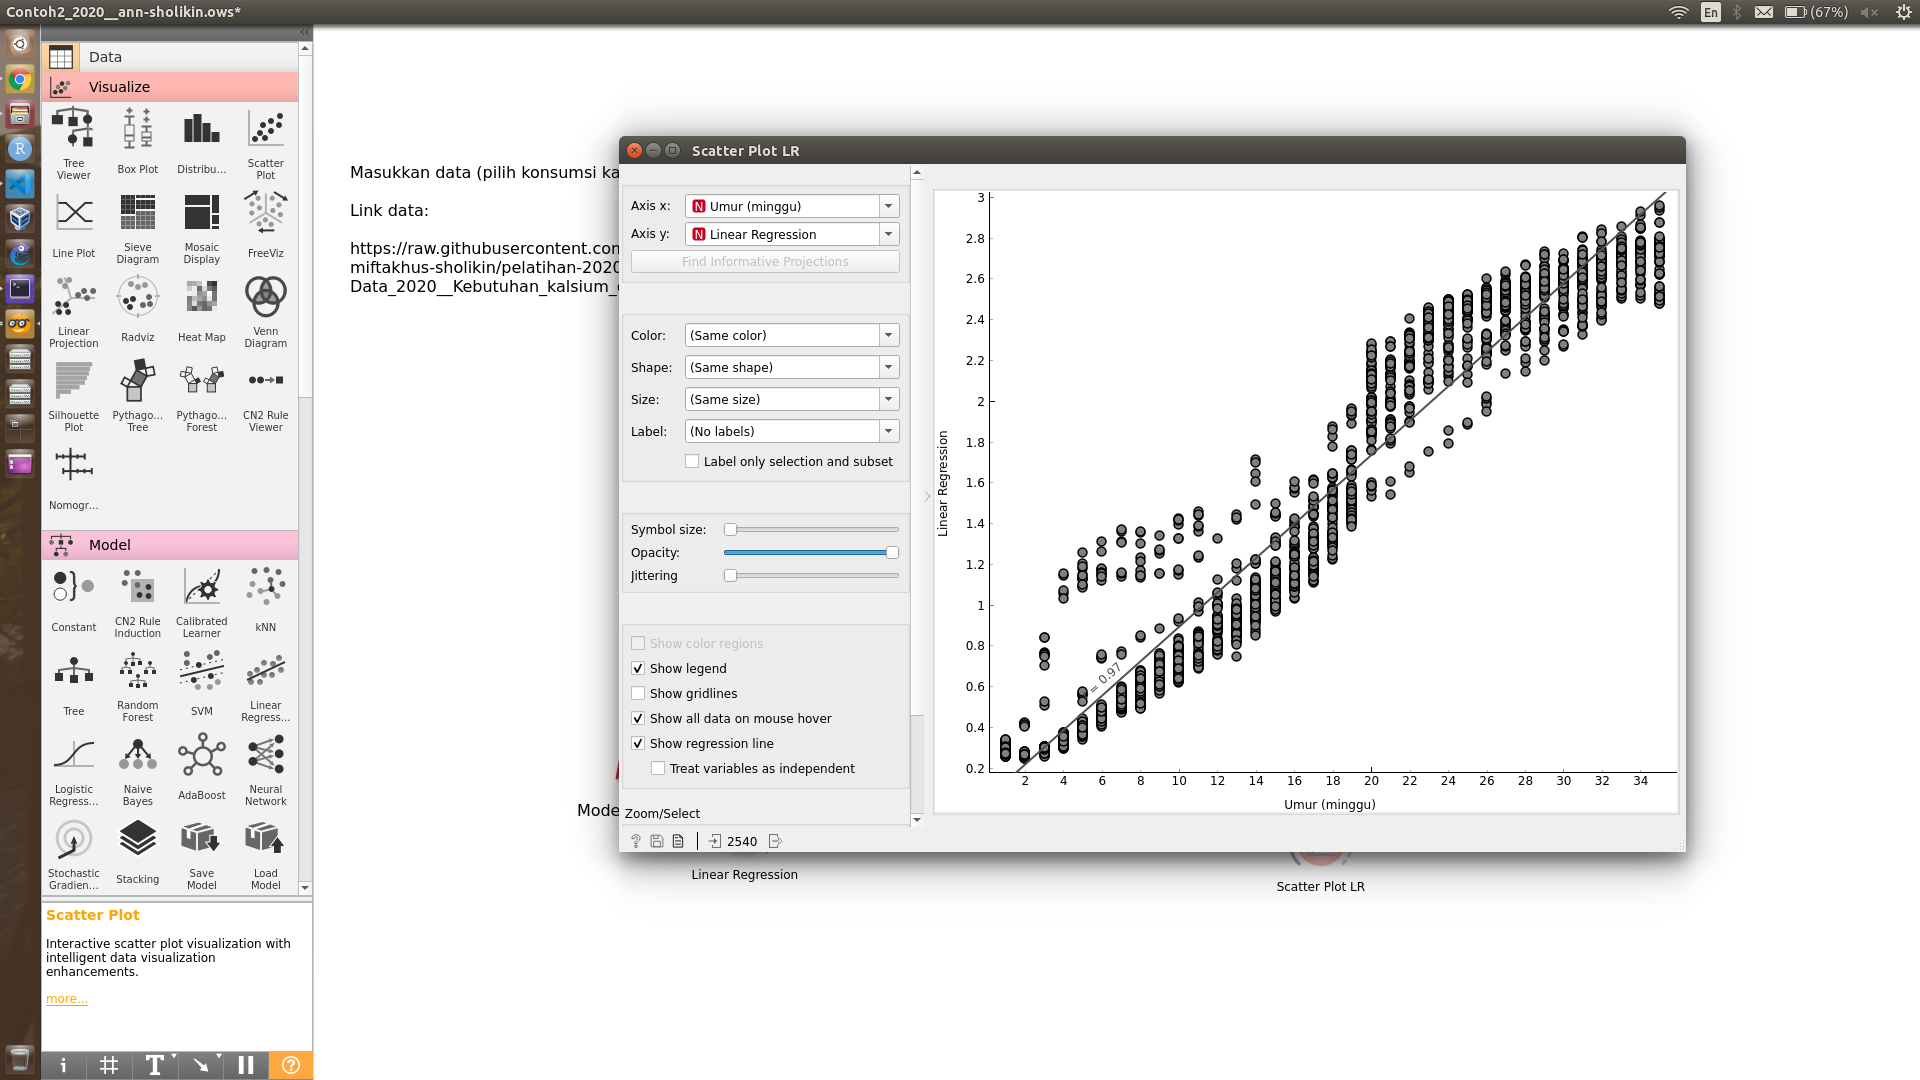 Contoh2_2020__ann-sholikin.ows*
En
(67%)
Data
Visualize
Tree Viewer
Box Plot
Distribu...
Scatter Plot
Line Plot
Sieve Diagram
Mosaic Display
FreeViz
Linear Projection
Radviz
Heat Map
Venn Diagram
Silhouette Plot
Pythago... Tree
Pythago... Forest
CN2 Rule Viewer
Nomogr...
Model
Constant
CN2 Rule Induction
Calibrated Learner
kNN
Tree
Random Forest
SVM
Linear Regress...
Logistic Regress...
Naive Bayes
AdaBoost
Neural Network
Stochastic Gradien...
Stacking
Save Model
Load Model
Scatter Plot
Interactive scatter plot visualization with
intelligent data visualization
enhancements.
more...
Masukkan data (pilih konsumsi ka
Link data:
https://raw.githubusercontent.con
miftakhus-sholikin/pelatihan-2020
Data_2020__Kebutuhan_kalsium_
Mode
Linear Regression
Scatter Plot LR
Scatter Plot LR
Axis x: N Umur (minggu)
Axis y: N Linear Regression
Find Informative Projections
Color: (Same color)
Shape: (Same shape)
Size: (Same size)
Label: (No labels)
Label only selection and subset
Symbol size:
Opacity:
Jittering
Show color regions
Show legend
Show gridlines
Show all data on mouse hover
Show regression line
Treat variables as independent
Zoom/Select
2540
Linear Regression
3
2.8
2.6
2.4
2.2
2
1.8
1.6
1.4
1.2
1
0.8
0.6
0.4
0.2
= 0.97
2 4 6 8 10 12 14 16 18 20 22 24 26 28 30 32 34
Umur (minggu)